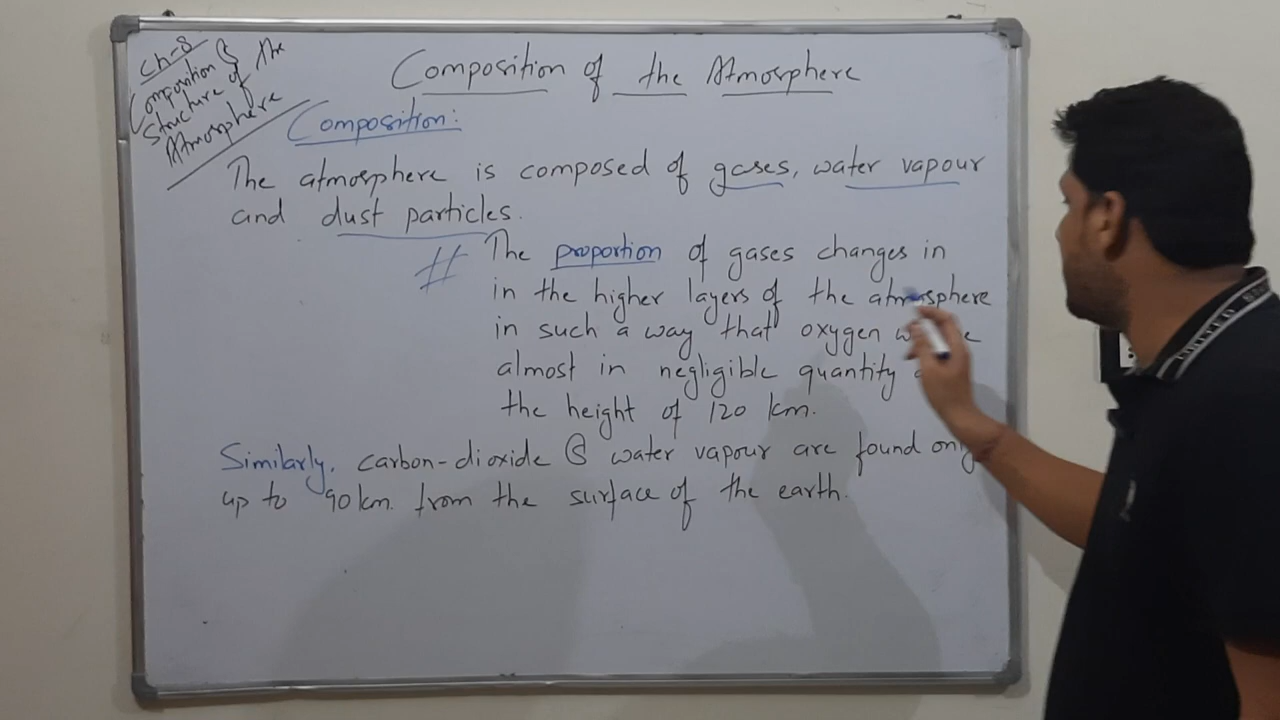 Ch-8
Composition &
Structure of the
Atmosphere
Composition of the Atmosphere
Composition:
The atmosphere is composed of gases, water vapour
and dust particles.
# The proportion of gases changes in
in the higher layers of the atmosphere
in such a way that oxygen
almost in negligible quantity
the height of 120 km.
Similarly, carbon-dioxide & water vapour are found only
up to 90 km. from the surface of the earth.